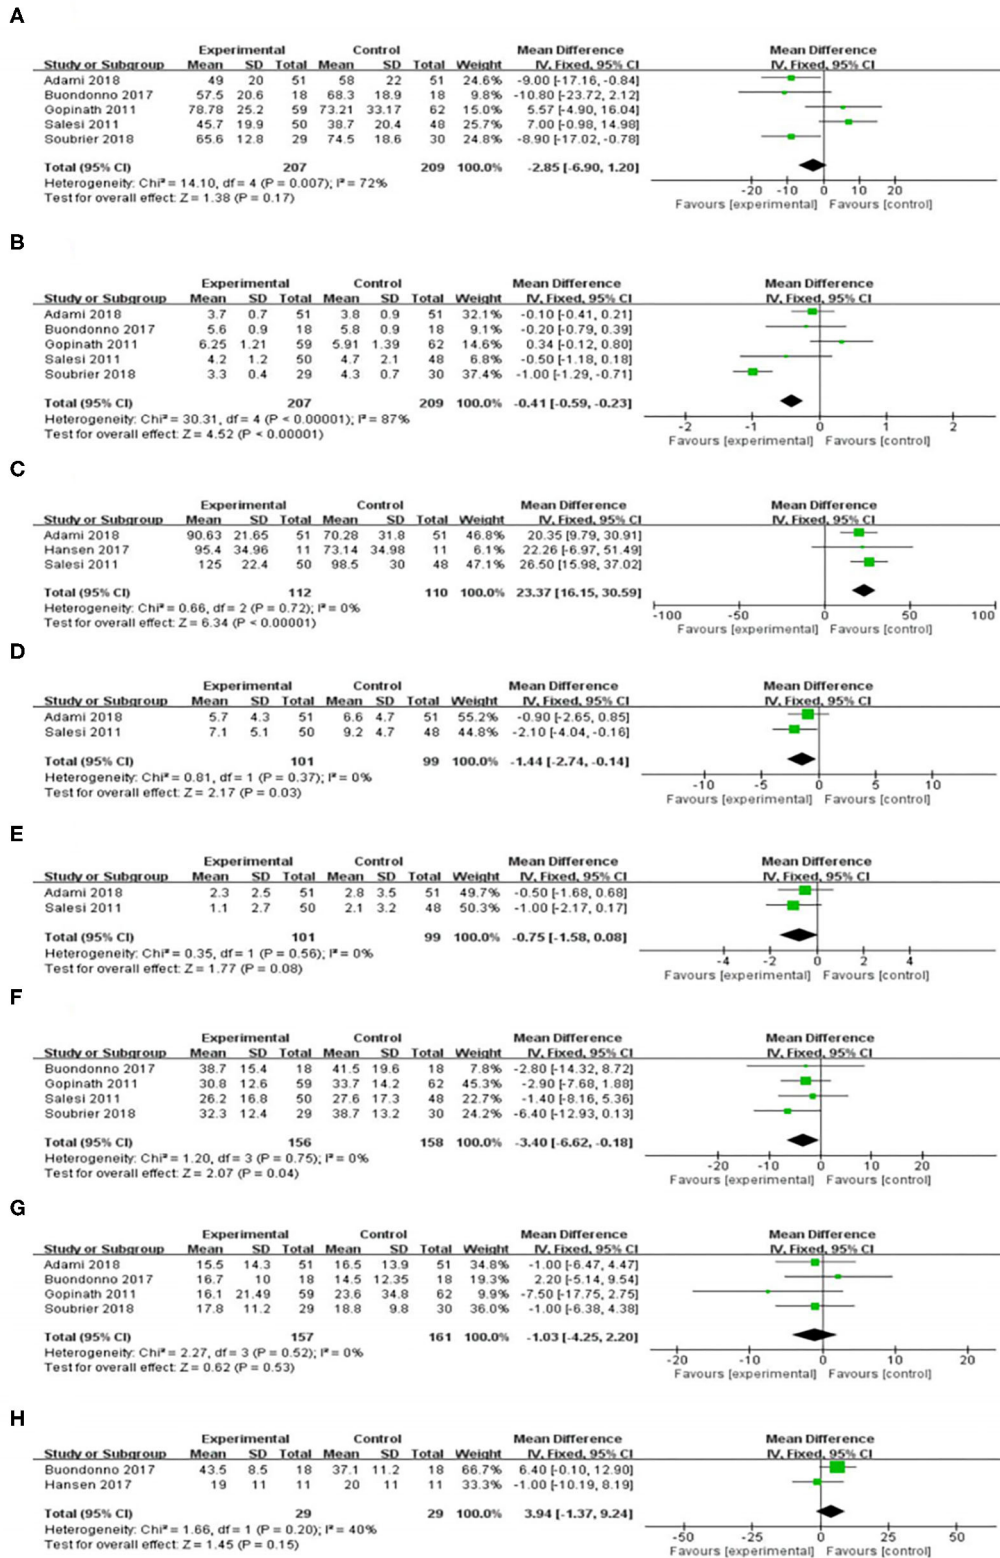 A
Experimental Control Mean Difference Mean Difference
Study or Subgroup Mean SD Total Mean SD Total Weight IV, Fixed, 95% CI IV, Fixed, 95% CI
Adami 2018 49 20 51 58 22 51 24.6% -9.00 [-17.16, -0.84]
Buondonno 2017 57.5 20.6 18 68.3 18.9 18 9.8% -10.80 [-23.72, 2.12]
Gopinath 2011 78.78 25.2 59 73.21 33.17 62 15.0% 5.57 [-4.90, 16.04]
Salesi 2011 45.7 19.9 50 38.7 20.4 48 25.7% 7.00 [-0.98, 14.98]
Soubrier 2018 65.6 12.8 29 74.5 18.6 30 24.8% -8.90 [-17.02, -0.78]
Total (95% CI) 207 209 100.0% -2.85 [-6.90, 1.20]
Heterogeneity: Chi² = 14.10, df = 4 (P = 0.007); I² = 72%
Test for overall effect: Z = 1.38 (P = 0.17)
-20 -10 0 10 20
Favours [experimental] Favours [control]
B
Experimental Control Mean Difference Mean Difference
Study or Subgroup Mean SD Total Mean SD Total Weight IV, Fixed, 95% CI IV, Fixed, 95% CI
Adami 2018 3.7 0.7 51 3.8 0.9 51 32.1% -0.10 [-0.41, 0.21]
Buondonno 2017 5.6 0.9 18 5.8 0.9 18 9.1% -0.20 [-0.79, 0.39]
Gopinath 2011 6.25 1.21 59 5.91 1.39 62 14.6% 0.34 [-0.12, 0.80]
Salesi 2011 4.2 1.2 50 4.7 2.1 48 6.8% -0.50 [-1.18, 0.18]
Soubrier 2018 3.3 0.4 29 4.3 0.7 30 37.4% -1.00 [-1.29, -0.71]
Total (95% CI) 207 209 100.0% -0.41 [-0.59, -0.23]
Heterogeneity: Chi² = 30.31, df = 4 (P < 0.00001); I² = 87%
Test for overall effect: Z = 4.52 (P < 0.00001)
-2 -1 0 1 2
Favours [experimental] Favours [control]
C
Experimental Control Mean Difference Mean Difference
Study or Subgroup Mean SD Total Mean SD Total Weight IV, Fixed, 95% CI IV, Fixed, 95% CI
Adami 2018 90.63 21.65 51 70.28 31.8 51 46.8% 20.35 [9.79, 30.91]
Hansen 2017 95.4 34.96 11 73.14 34.98 11 6.1% 22.26 [-6.97, 51.49]
Salesi 2011 125 22.4 50 98.5 30 48 47.1% 26.50 [15.98, 37.02]
Total (95% CI) 112 110 100.0% 23.37 [16.15, 30.59]
Heterogeneity: Chi² = 0.66, df = 2 (P = 0.72); I² = 0%
Test for overall effect: Z = 6.34 (P < 0.00001)
-100 -50 0 50 100
Favours [experimental] Favours [control]
D
Experimental Control Mean Difference Mean Difference
Study or Subgroup Mean SD Total Mean SD Total Weight IV, Fixed, 95% CI IV, Fixed, 95% CI
Adami 2018 5.7 4.3 51 6.6 4.7 51 55.2% -0.90 [-2.65, 0.85]
Salesi 2011 7.1 5.1 50 9.2 4.7 48 44.8% -2.10 [-4.04, -0.16]
Total (95% CI) 101 99 100.0% -1.44 [-2.74, -0.14]
Heterogeneity: Chi² = 0.81, df = 1 (P = 0.37); I² = 0%
Test for overall effect: Z = 2.17 (P = 0.03)
-10 -5 0 5 10
Favours [experimental] Favours [control]
E
Experimental Control Mean Difference Mean Difference
Study or Subgroup Mean SD Total Mean SD Total Weight IV, Fixed, 95% CI IV, Fixed, 95% CI
Adami 2018 2.3 2.5 51 2.8 3.5 51 49.7% -0.50 [-1.68, 0.68]
Salesi 2011 1.1 2.7 50 2.1 3.2 48 50.3% -1.00 [-2.17, 0.17]
Total (95% CI) 101 99 100.0% -0.75 [-1.58, 0.08]
Heterogeneity: Chi² = 0.35, df = 1 (P = 0.56); I² = 0%
Test for overall effect: Z = 1.77 (P = 0.08)
-4 -2 0 2 4
Favours [experimental] Favours [control]
F
Experimental Control Mean Difference Mean Difference
Study or Subgroup Mean SD Total Mean SD Total Weight IV, Fixed, 95% CI IV, Fixed, 95% CI
Buondonno 2017 38.7 15.4 18 41.5 19.6 18 7.8% -2.80 [-14.32, 8.72]
Gopinath 2011 30.8 12.6 59 33.7 14.2 62 45.3% -2.90 [-7.68, 1.88]
Salesi 2011 26.2 16.8 50 27.6 17.3 48 22.7% -1.40 [-8.16, 5.36]
Soubrier 2018 32.3 12.4 29 38.7 13.2 30 24.2% -6.40 [-12.93, 0.13]
Total (95% CI) 156 158 100.0% -3.40 [-6.62, -0.18]
Heterogeneity: Chi² = 1.20, df = 3 (P = 0.75); I² = 0%
Test for overall effect: Z = 2.07 (P = 0.04)
-20 -10 0 10 20
Favours [experimental] Favours [control]
G
Experimental Control Mean Difference Mean Difference
Study or Subgroup Mean SD Total Mean SD Total Weight IV, Fixed, 95% CI IV, Fixed, 95% CI
Adami 2018 15.5 14.3 51 16.5 13.9 51 34.8% -1.00 [-6.47, 4.47]
Buondonno 2017 16.7 10 18 14.5 12.35 18 19.3% 2.20 [-5.14, 9.54]
Gopinath 2011 16.1 21.49 59 23.6 34.8 62 9.9% -7.50 [-17.75, 2.75]
Soubrier 2018 17.8 11.2 29 18.8 9.8 30 36.0% -1.00 [-6.38, 4.38]
Total (95% CI) 157 161 100.0% -1.03 [-4.25, 2.20]
Heterogeneity: Chi² = 2.27, df = 3 (P = 0.52); I² = 0%
Test for overall effect: Z = 0.62 (P = 0.53)
-20 -10 0 10 20
Favours [experimental] Favours [control]
H
Experimental Control Mean Difference Mean Difference
Study or Subgroup Mean SD Total Mean SD Total Weight IV, Fixed, 95% CI IV, Fixed, 95% CI
Buondonno 2017 43.5 8.5 18 37.1 11.2 18 66.7% 6.40 [-0.10, 12.90]
Hansen 2017 19 11 11 20 11 11 33.3% -1.00 [-10.19, 8.19]
Total (95% CI) 29 29 100.0% 3.94 [-1.37, 9.24]
Heterogeneity: Chi² = 1.66, df = 1 (P = 0.20); I² = 40%
Test for overall effect: Z = 1.45 (P = 0.15)
-50 -25 0 25 50
Favours [experimental] Favours [control]